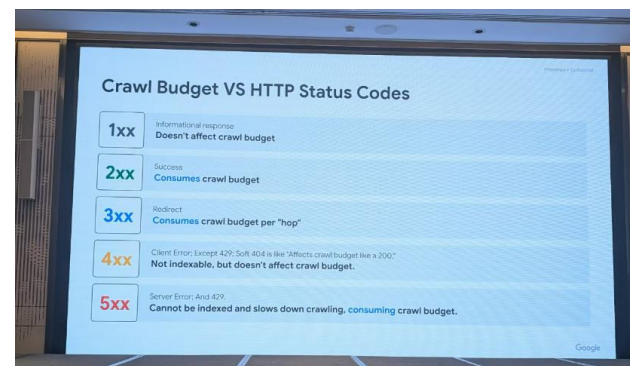 Proprietary + Confidential
Crawl Budget VS HTTP Status Codes
1xx
Informational response
Doesn't affect crawl budget
2xx
Success
Consumes crawl budget
3xx
Redirect
Consumes crawl budget per "hop"
4xx
Client Error; Except 429; Soft 404 is like "Affects crawl budget like a 200."
Not indexable, but doesn't affect crawl budget.
5xx
Server Error; And 429.
Cannot be indexed and slows down crawling, consuming crawl budget.
Google